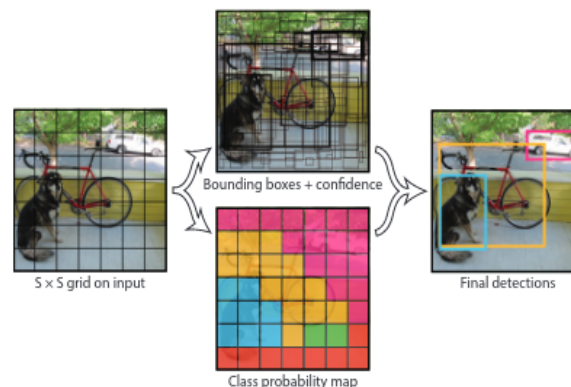 Bounding boxes + confidence
S × S grid on input
Final detections
Class probability map